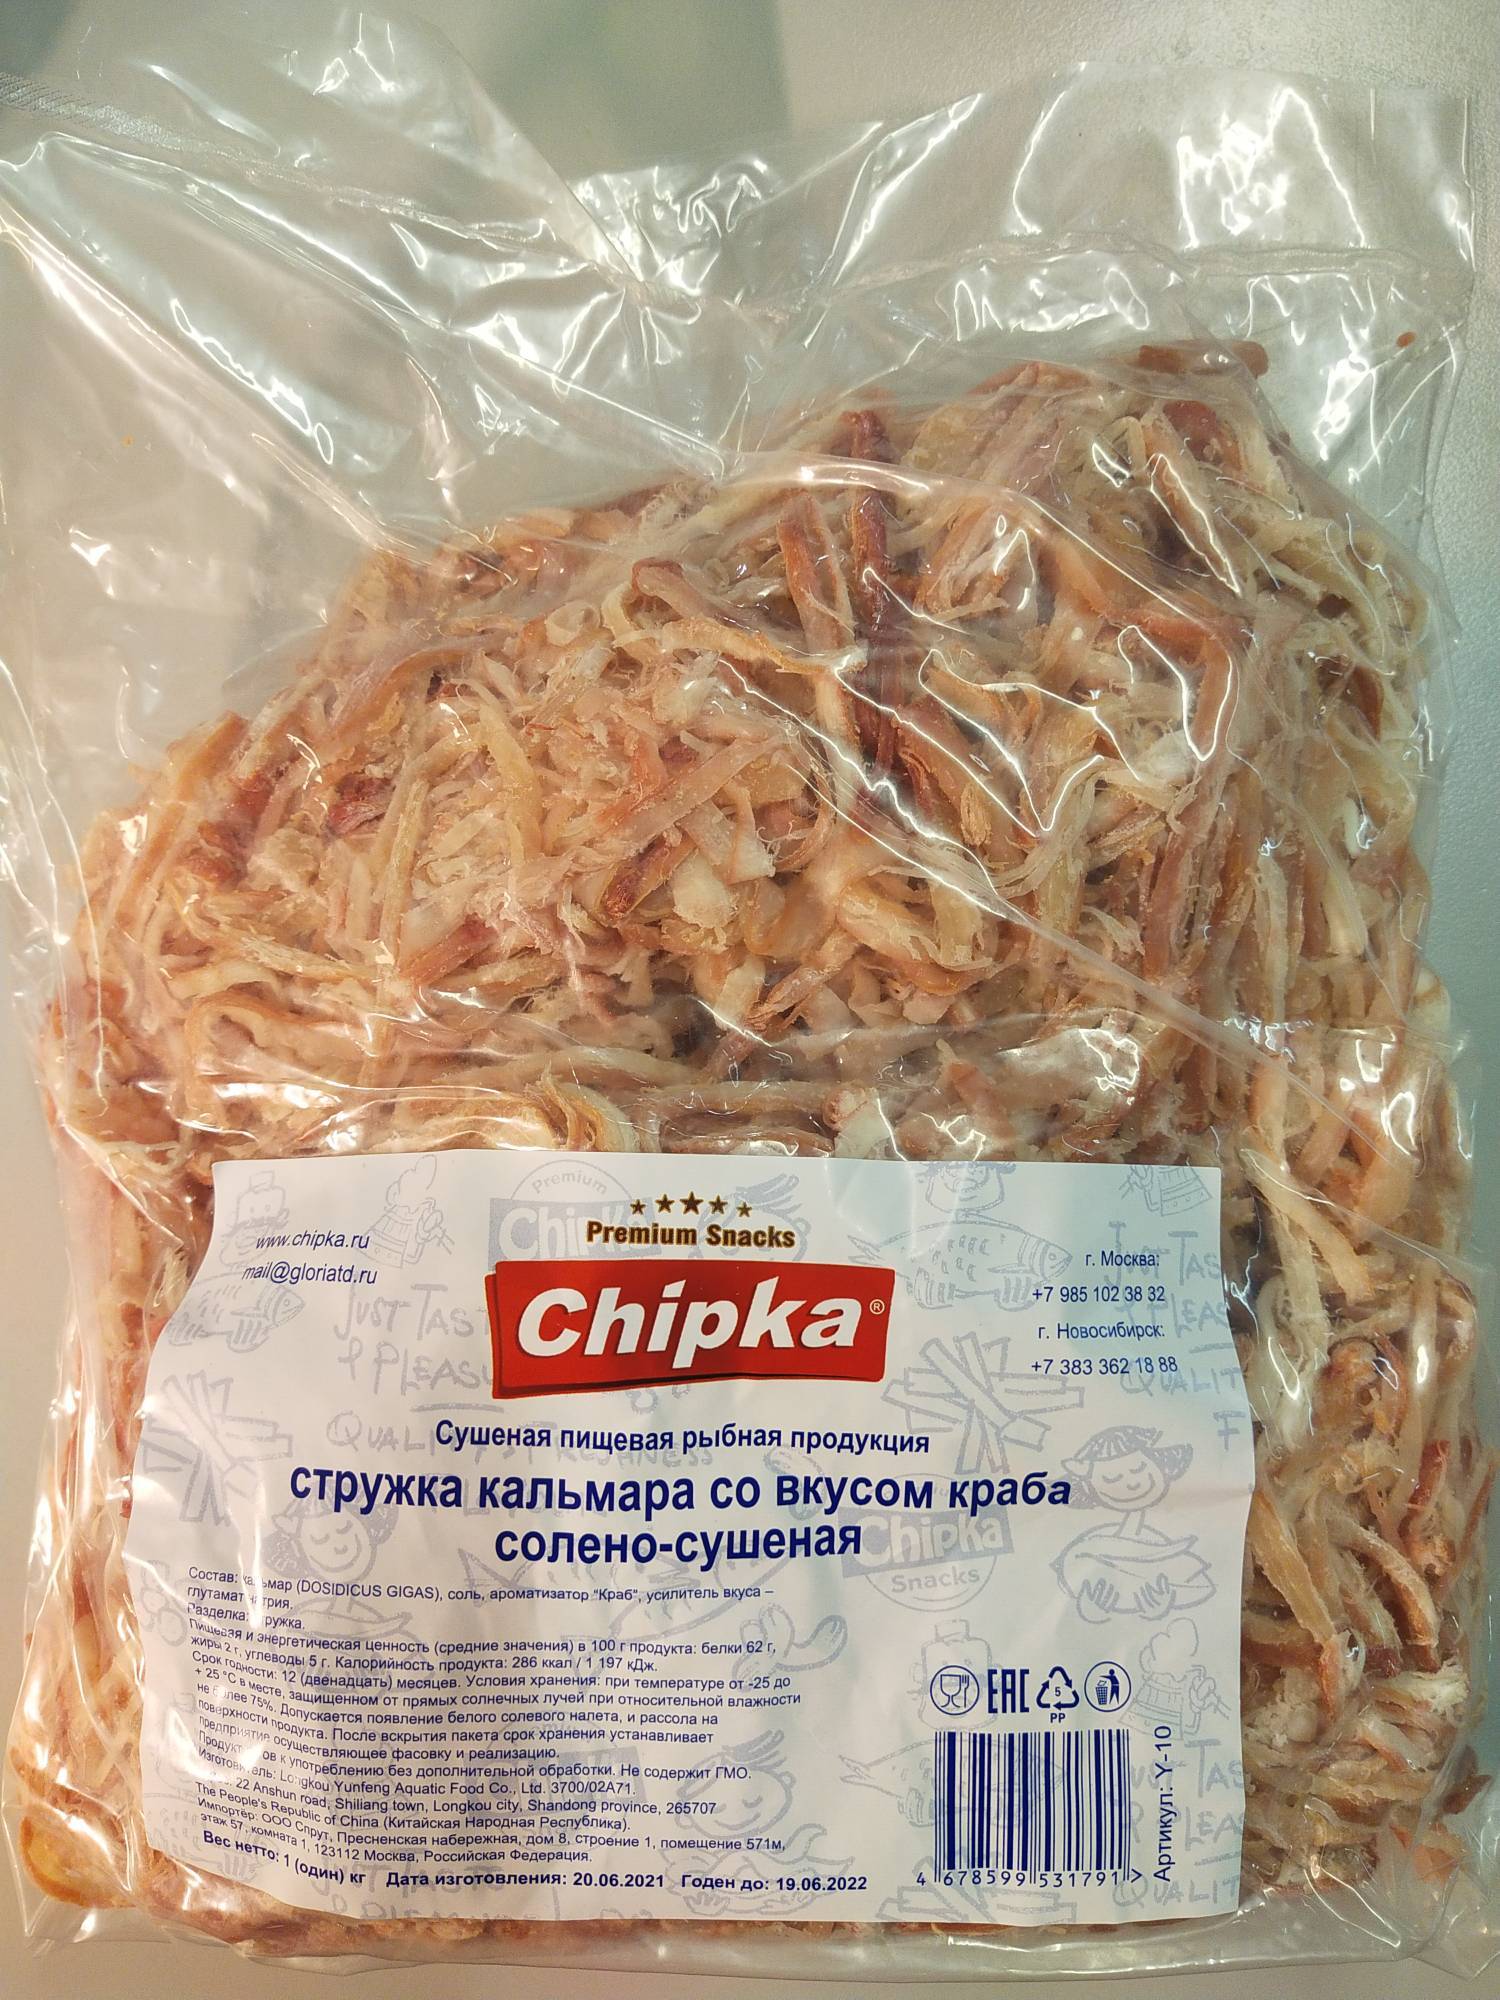 Premium Snacks
Chipka®
www.chipka.ru
mail@gloriatd.ru
г. Москва:
+7 985 102 38 32
г. Новосибирск:
+7 383 362 18 88
Сушеная пищевая рыбная продукция
стружка кальмара со вкусом краба
солено-сушеная
Состав: кальмар (DOSIDICUS GIGAS), соль, ароматизатор "Краб", усилитель вкуса –
глутамат натрия.
Разделка: стружка.
Пищевая и энергетическая ценность (средние значения) в 100 г продукта: белки 62 г,
жиры 2 г, углеводы 5 г. Калорийность продукта: 286 ккал / 1 197 кДж.
Срок годности: 12 (двенадцать) месяцев. Условия хранения: при температуре от -25 до
+ 25 °С в месте, защищенном от прямых солнечных лучей при относительной влажности
не более 75%. Допускается появление белого солевого налета, и рассола на
поверхности продукта. После вскрытия пакета срок хранения устанавливает
предприятие осуществляющее фасовку и реализацию.
Продукт готов к употреблению без дополнительной обработки. Не содержит ГМО.
Изготовитель: Longkou Yunfeng Aquatic Food Co., Ltd. 3700/02A71.
22 Anshun road, Shiliang town, Longkou city, Shandong province, 265707
The People's Republic of China (Китайская Народная Республика).
Импортёр: ООО Спрут, Пресненская набережная, дом 8, строение 1, помещение 571м,
этаж 57, комната 1, 123112 Москва, Российская Федерация.
Вес нетто: 1 (один) кг Дата изготовления: 20.06.2021 Годен до: 19.06.2022
EAC
5
PP
4 678599 531791 >
Артикул: Y-10